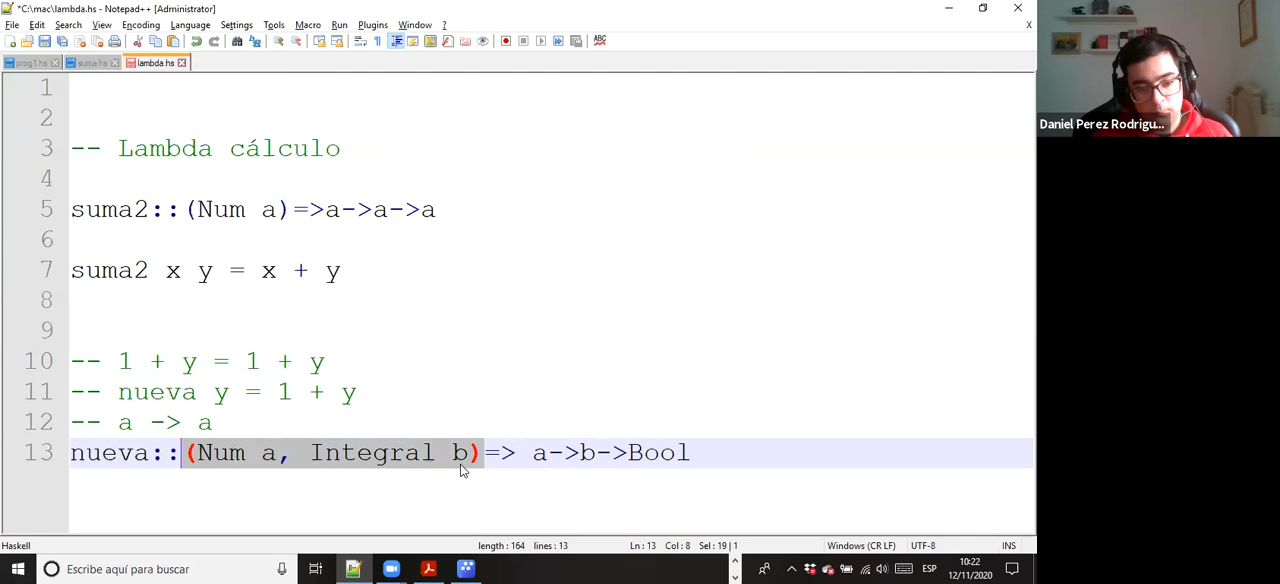 *C:\mac\lambda.hs - Notepad++ [Administrator]
File Edit Search View Encoding Language Settings Tools Macro Run Plugins Window ? X
prog1.hs suma.hs lambda.hs
1
2
3 -- Lambda cálculo
4
5 suma2::(Num a)=>a->a->a
6
7 suma2 x y = x + y
8
9
10 -- 1 + y = 1 + y
11 -- nueva y = 1 + y
12 -- a -> a
13 nueva::(Num a, Integral b)=> a->b->Bool
Daniel Perez Rodrigu...
Haskell length : 164 lines : 13 Ln : 13 Col : 8 Sel : 19 | 1 Windows (CR LF) UTF-8 INS
Escribe aquí para buscar
ESP
10:22
12/11/2020